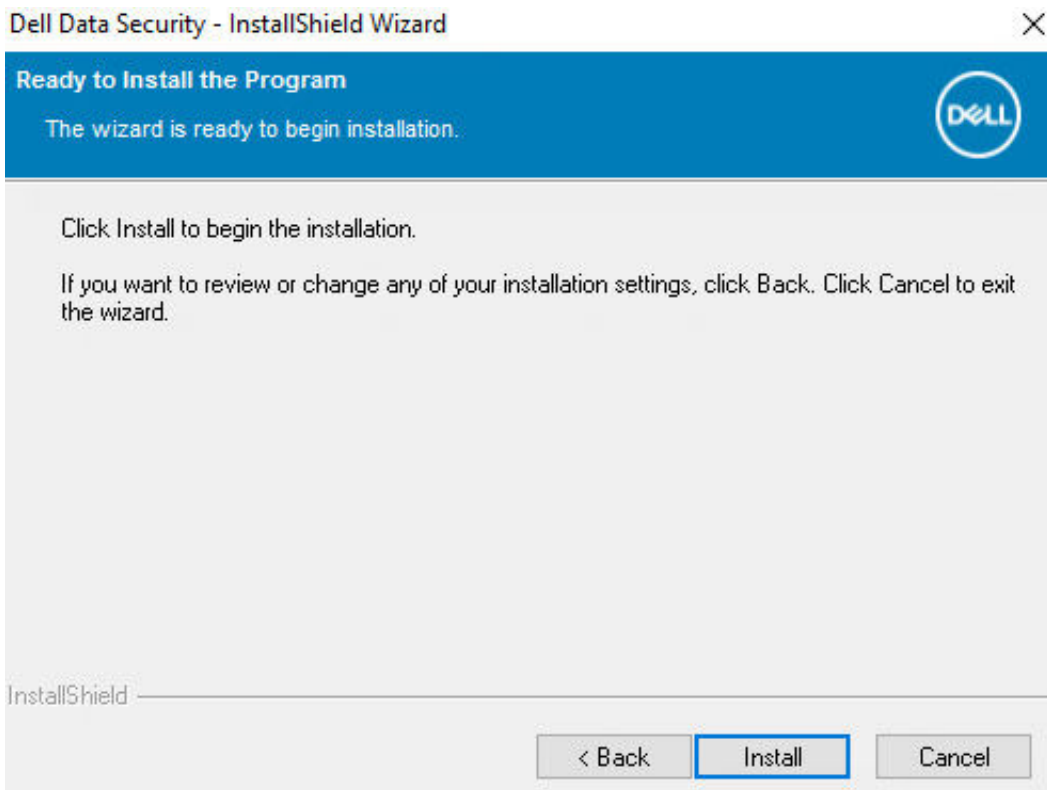 Dell Data Security - InstallShield Wizard
Ready to Install the Program
The wizard is ready to begin installation.
DELL
Click Install to begin the installation.
If you want to review or change any of your installation settings, click Back. Click Cancel to exit
the wizard.
InstallShield
< Back Install Cancel